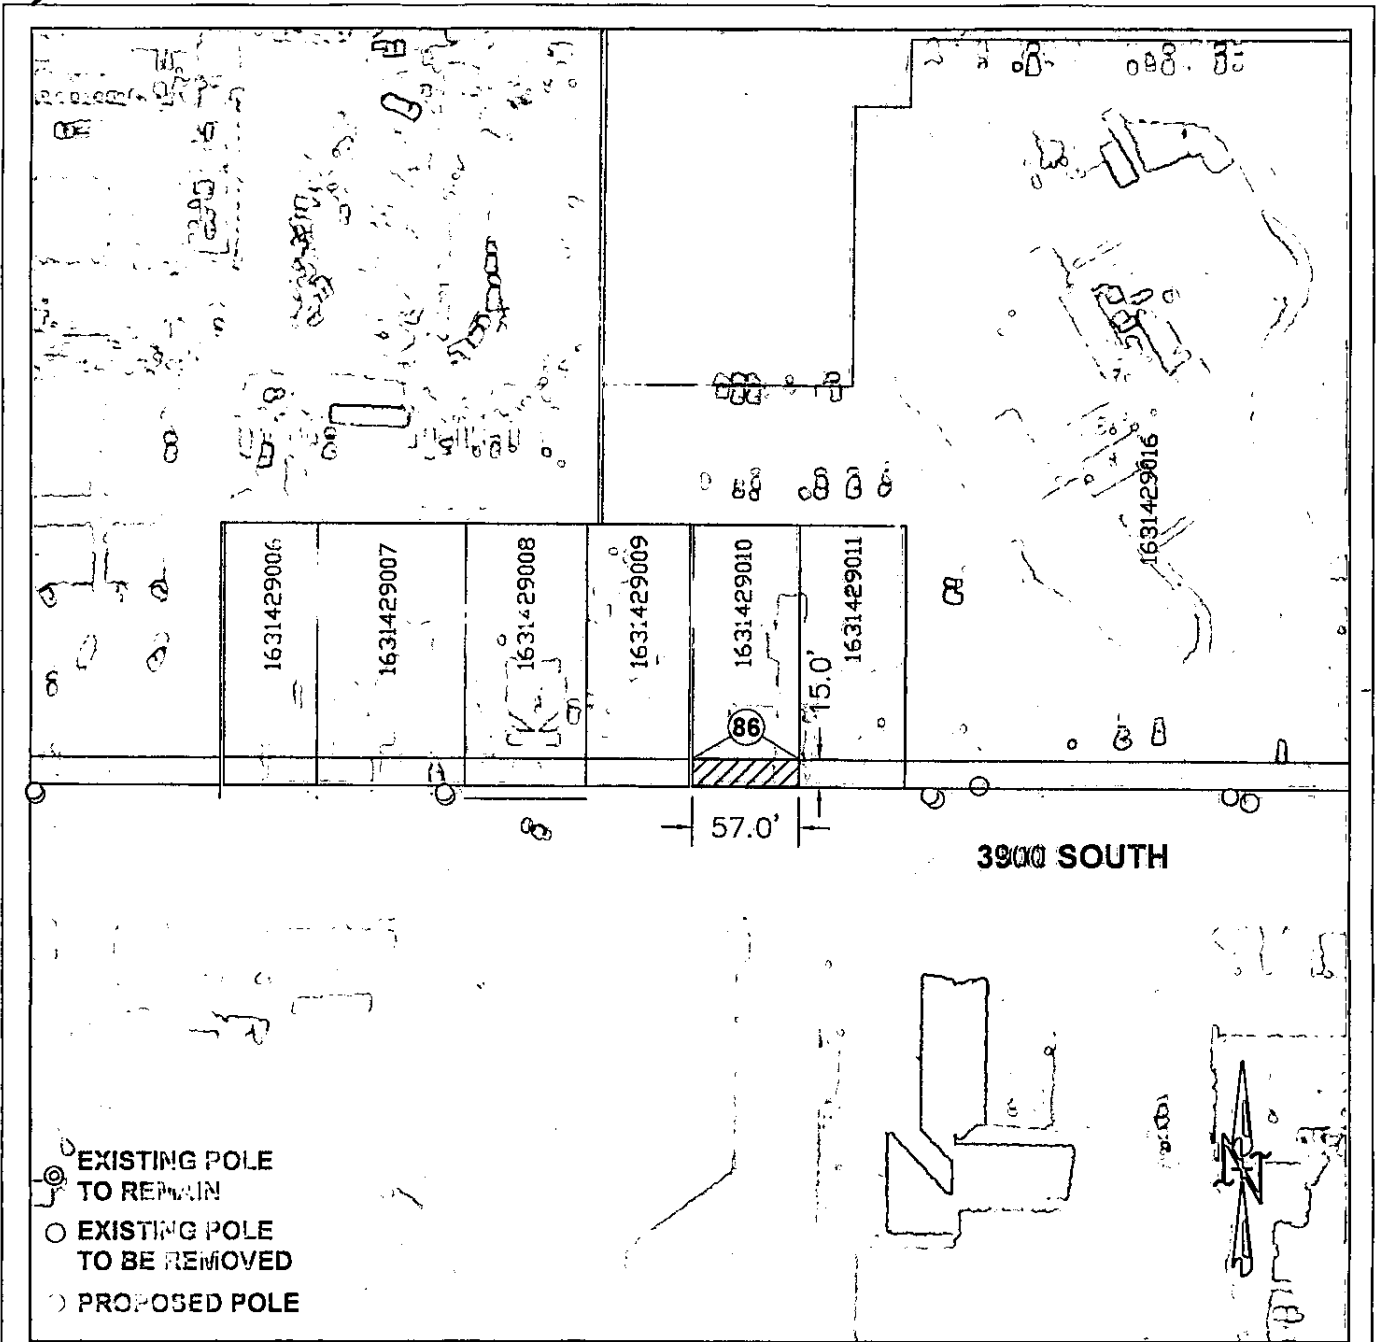 1631429016
1631429006
1631429007
1631429008
1631429009
1631429010
1631429011
15.0'
86
57.0'
3900 SOUTH
EXISTING POLE
TO REMAIN
EXISTING POLE
TO BE REMOVED
PROPOSED POLE
N